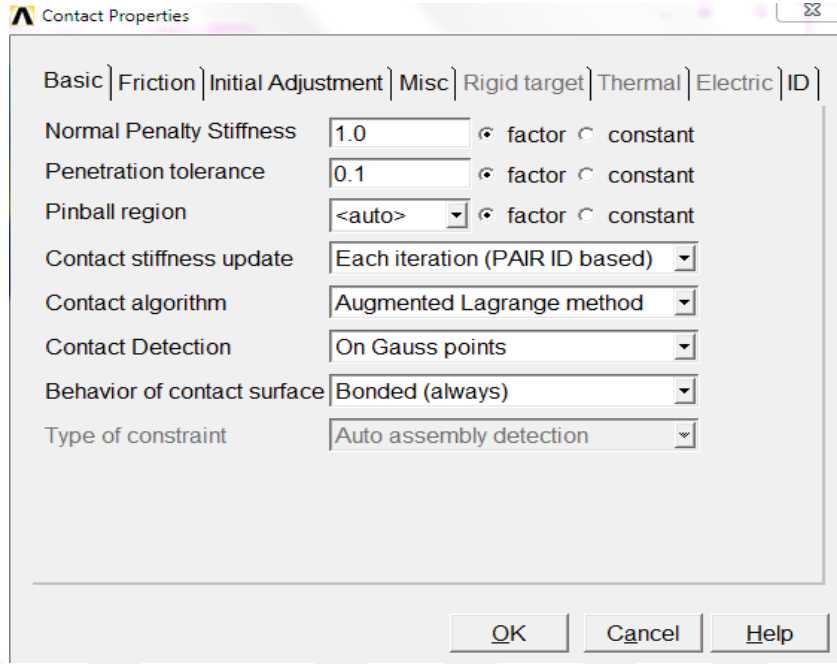 Contact Properties
Basic Friction Initial Adjustment Misc Rigid target Thermal Electric ID
Normal Penalty Stiffness 1.0 factor constant
Penetration tolerance 0.1 factor constant
Pinball region <auto> factor constant
Contact stiffness update Each iteration (PAIR ID based)
Contact algorithm Augmented Lagrange method
Contact Detection On Gauss points
Behavior of contact surface Bonded (always)
Type of constraint Auto assembly detection
OK Cancel Help